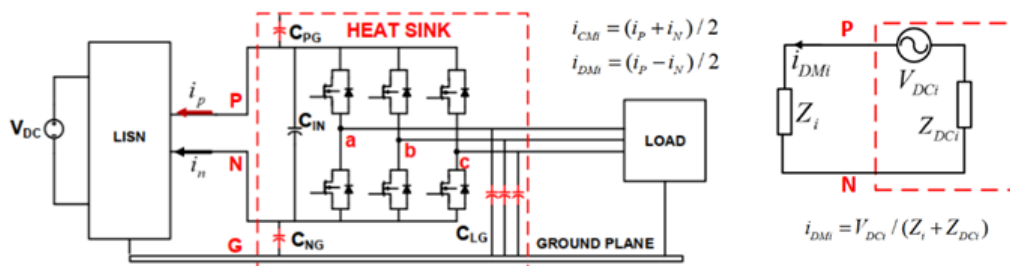 C_PG
HEAT SINK
i_CMi = (i_P + i_N)/2
i_DMi = (i_P − i_N)/2
P
i_DMi
V_DCi
Z_i
Z_DCi
N
i_DMi = V_DCi / (Z_i + Z_DCi)
V_DC
LISN
i_p
P
i_n
N
G
C_IN
a
b
c
C_NG
C_LG
LOAD
GROUND PLANE